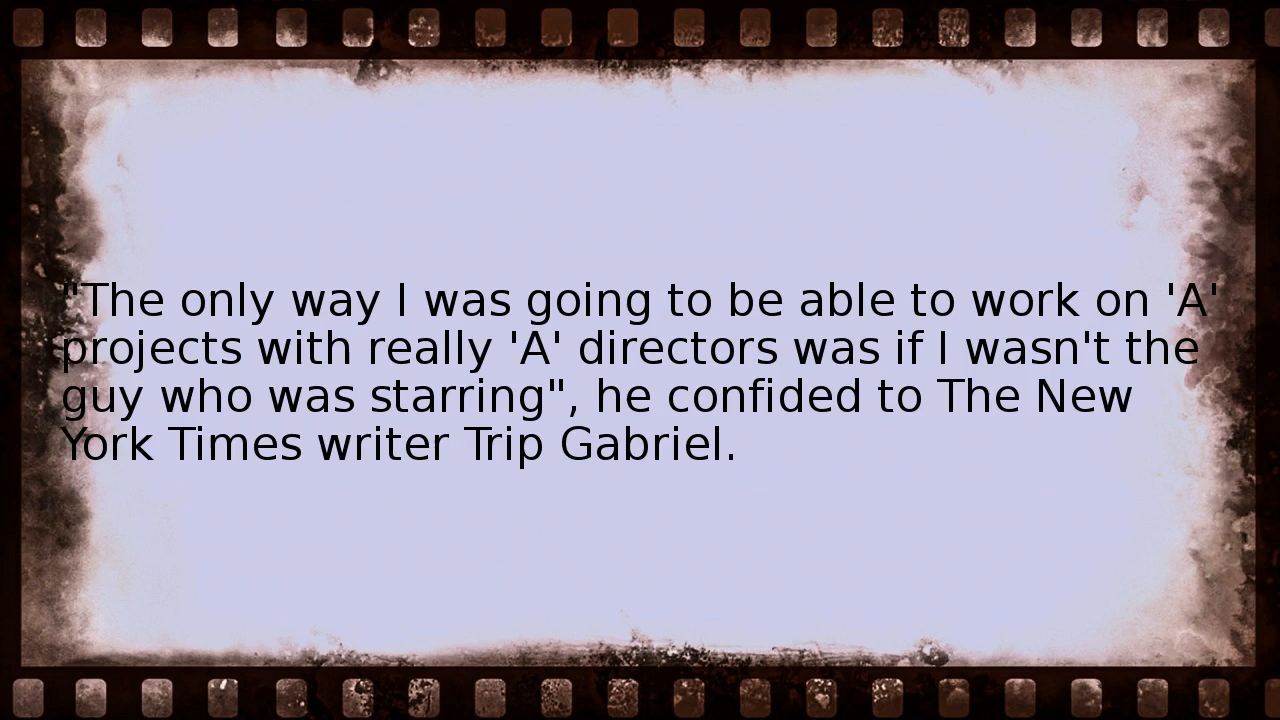 "The only way I was going to be able to work on 'A'
projects with really 'A' directors was if I wasn't the
guy who was starring", he confided to The New
York Times writer Trip Gabriel.